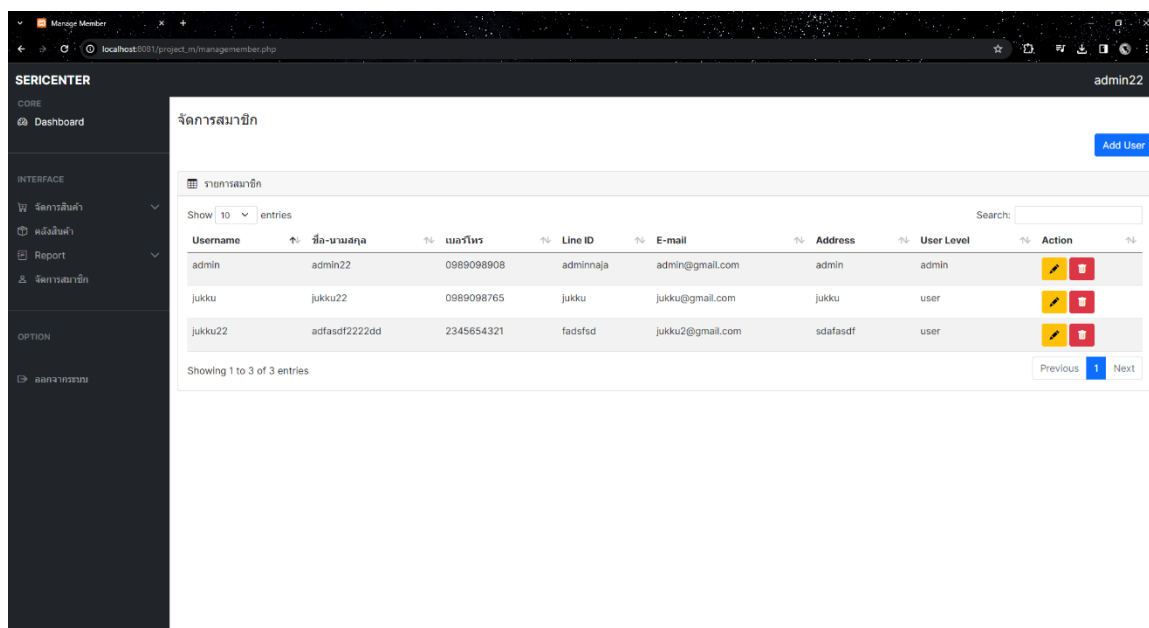 Manage Member
localhost:8081/project_m/managemember.php
SERICENTER admin22
CORE
Dashboard
จัดการสมาชิก
Add User
INTERFACE
รายการสมาชิก
จัดการสินค้า
Show 10 entries Search:
คลังสินค้า
Username ชื่อ-นามสกุล เบอร์โทร Line ID E-mail Address User Level Action
Report
admin admin22 0989098908 adminnaja admin@gmail.com admin admin
จัดการสมาชิก
jukku jukku22 0989098765 jukku jukku@gmail.com jukku user
jukku22 adfasdf2222dd 2345654321 fadsfsd jukku2@gmail.com sdafasdf user
OPTION
Showing 1 to 3 of 3 entries Previous 1 Next
ออกจากระบบ